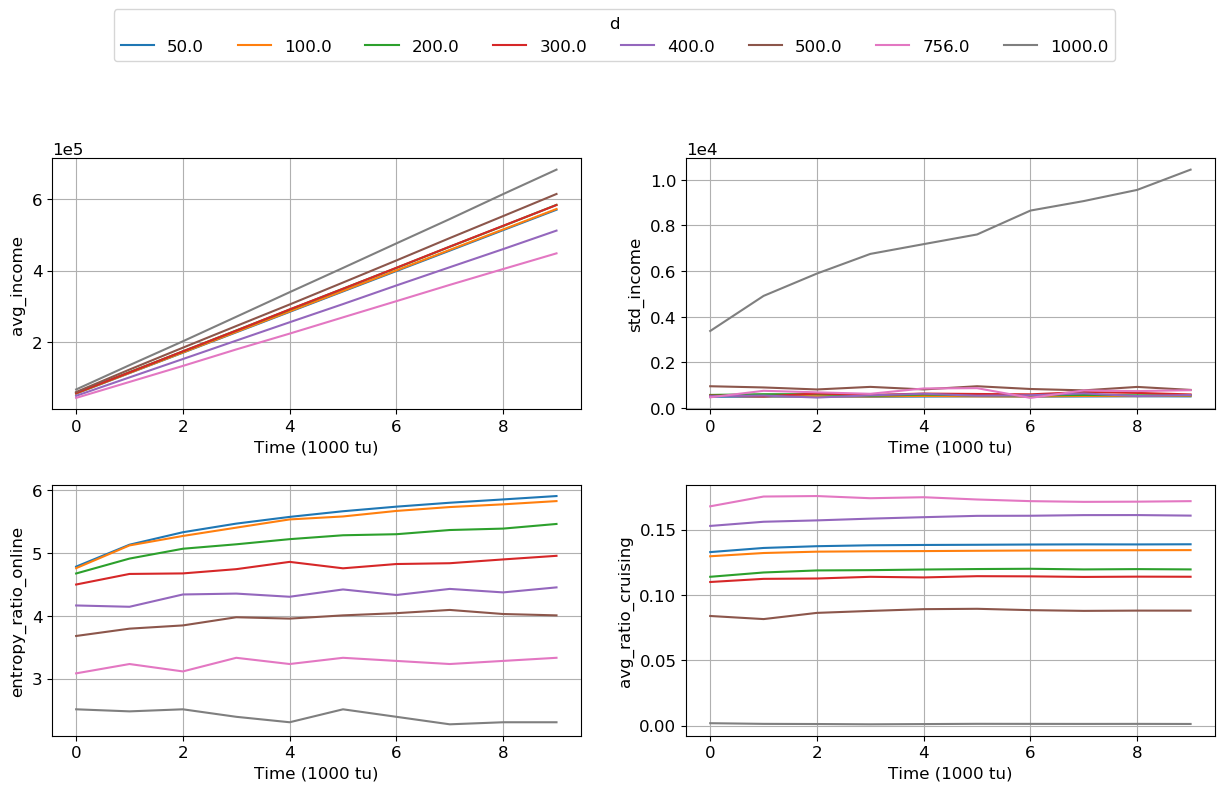 d
50.0 100.0 200.0 300.0 400.0 500.0 756.0 1000.0
1e5
6
4
2
avg_income
0 2 4 6 8
Time (1000 tu)
1e4
1.0
0.8
0.6
0.4
0.2
0.0
std_income
0 2 4 6 8
Time (1000 tu)
6
5
4
3
entropy_ratio_online
0 2 4 6 8
Time (1000 tu)
0.15
0.10
0.05
0.00
avg_ratio_cruising
0 2 4 6 8
Time (1000 tu)